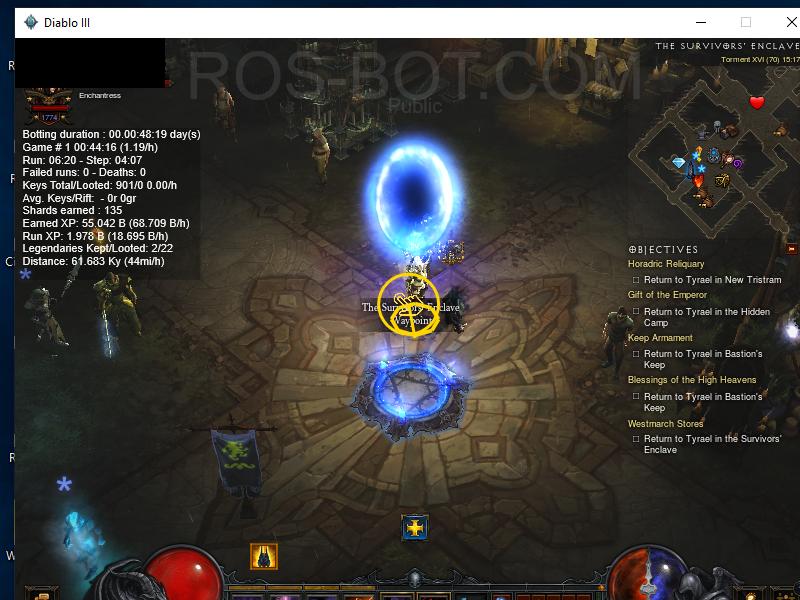 Diablo III
ROS-BOT.COM
Public
THE SURVIVORS' ENCLAVE
Torment XVI (70) 15:17
Enchantress
1774
Botting duration : 00.00:48:19 day(s)
Game # 1 00:44:16 (1.19/h)
Run: 06:20 - Step: 04:07
Failed runs: 0 - Deaths: 0
Keys Total/Looted: 901/0 0.00/h
Avg. Keys/Rift: - 0r 0gr
Shards earned : 135
Earned XP: 55.042 B (68.709 B/h)
Run XP: 1.978 B (18.695 B/h)
Legendaries Kept/Looted: 2/22
Distance: 61.683 Ky (44mi/h)
The Survivors' Enclave
Waypoint
OBJECTIVES
Horadric Reliquary
Return to Tyrael in New Tristram
Gift of the Emperor
Return to Tyrael in the Hidden
Camp
Keep Armament
Return to Tyrael in Bastion's
Keep
Blessings of the High Heavens
Return to Tyrael in Bastion's
Keep
Westmarch Stores
Return to Tyrael in the Survivors'
Enclave